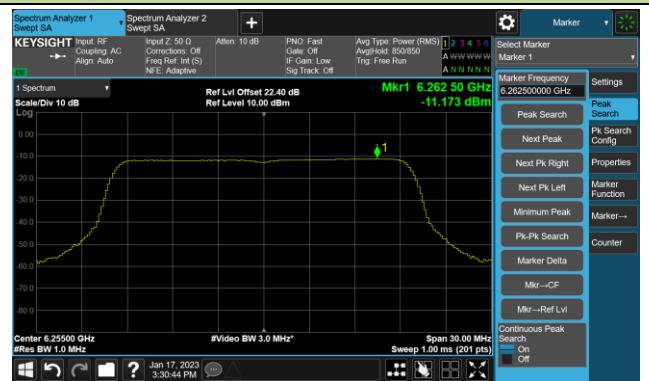 Spectrum Analyzer 1
Swept SA
Spectrum Analyzer 2
Swept SA
Marker
KEYSIGHT
Input: RF
Coupling: AC
Align: Auto
Input Z: 50 Ω
Corrections: Off
Freq Ref: Int (S)
NFE: Adaptive
Atten: 10 dB
PNO: Fast
Gate: Off
IF Gain: Low
Sig Track: Off
Avg Type: Power (RMS)
Avg|Hold: 850/850
Trig: Free Run
1 2 3 4 5 6
A W W W W W
A N N N N N
LXI
Select Marker
Marker 1
1 Spectrum
Scale/Div 10 dB
Log
Ref Lvl Offset 22.40 dB
Ref Level 10.00 dBm
Mkr1 6.262 50 GHz
-11.173 dBm
0.00
-10.0
-20.0
-30.0
-40.0
-50.0
-60.0
-70.0
-80.0
1
Center 6.25500 GHz
#Res BW 1.0 MHz
#Video BW 3.0 MHz*
Span 30.00 MHz
Sweep 1.00 ms (201 pts)
Marker Frequency
6.262500000 GHz
Peak Search
Next Peak
Next Pk Right
Next Pk Left
Minimum Peak
Pk-Pk Search
Marker Delta
Mkr→CF
Mkr→Ref Lvl
Continuous Peak
Search
On
Off
Settings
Peak
Search
Pk Search
Config
Properties
Marker
Function
Marker→
Counter
Jan 17, 2023
3:30:44 PM